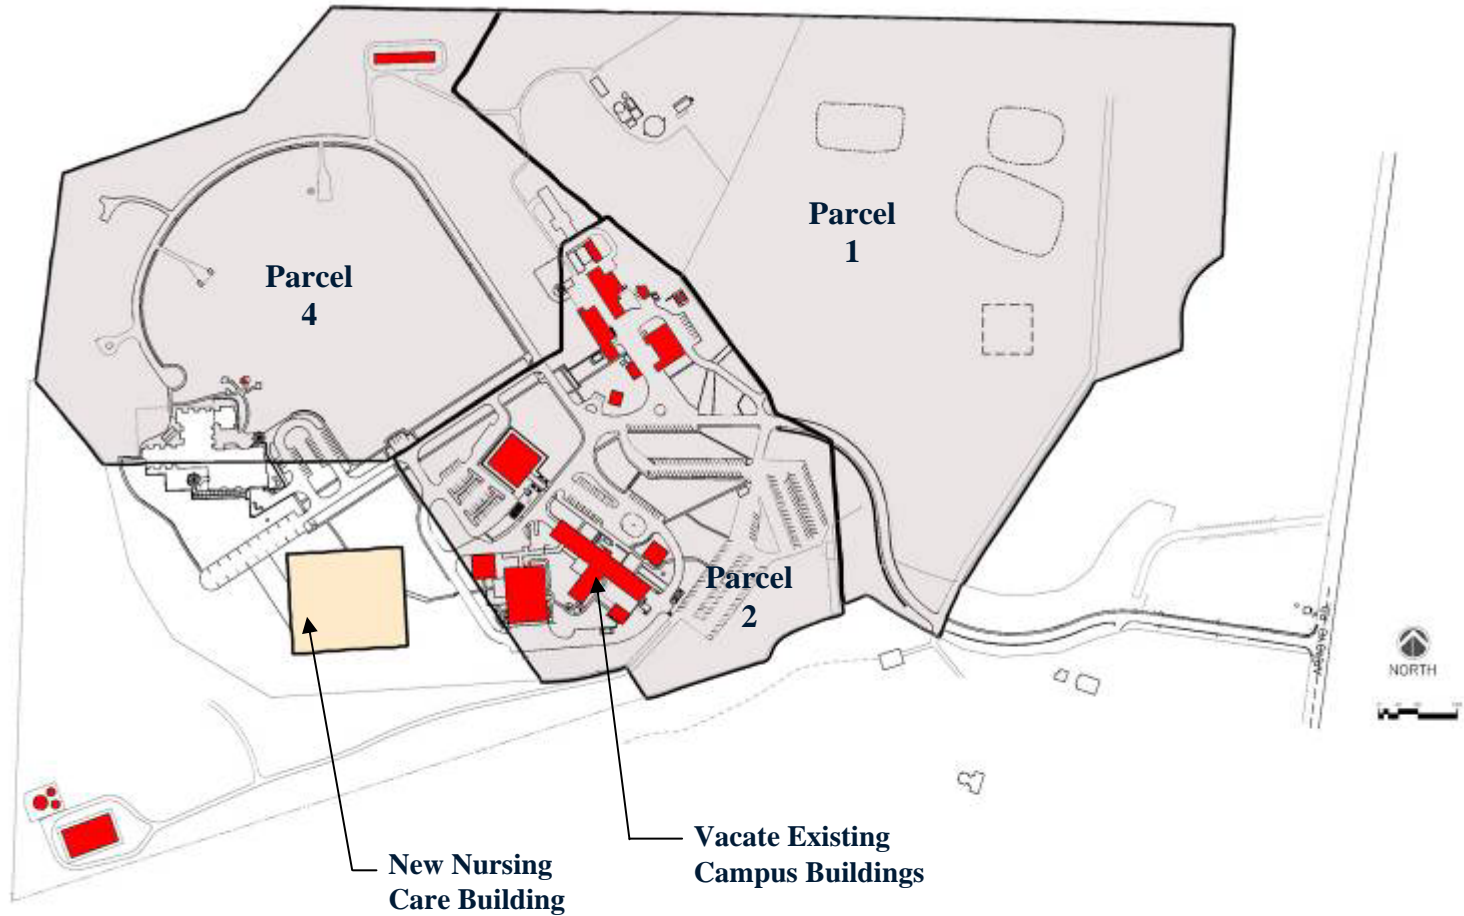 Parcel
1
Parcel
4
Parcel
2
NORTH
New Nursing
Care Building
Vacate Existing
Campus Buildings